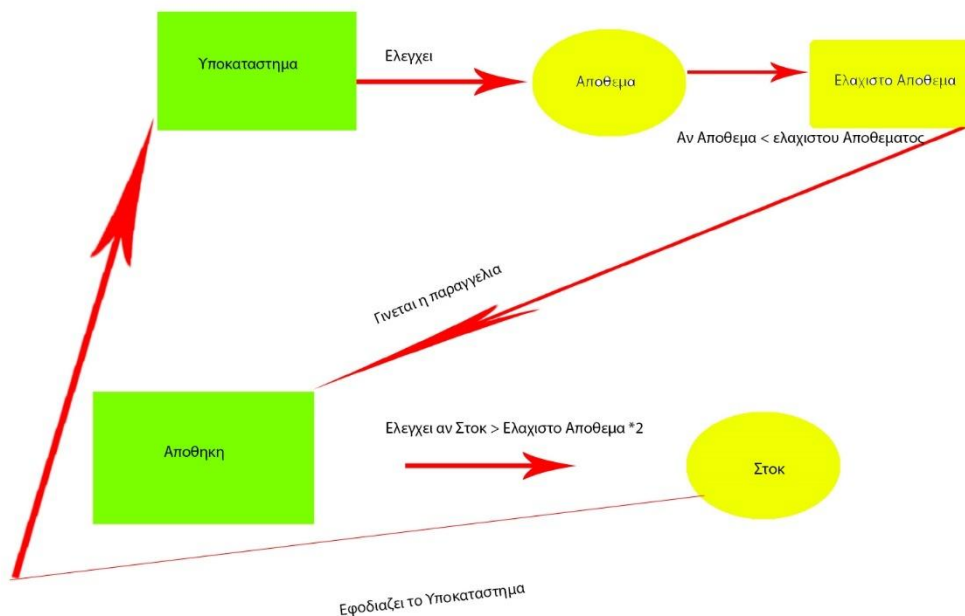 Υποκαταστημα
Ελεγχει
Αποθεμα
Ελαχιστο Αποθεμα
Αν Αποθεμα < ελαχιστου Αποθεματος
Γινεται η παραγγελια
Αποθηκη
Ελεγχει αν Στοκ > Ελαχιστο Αποθεμα *2
Στοκ
Εφοδιαζει το Υποκαταστημα